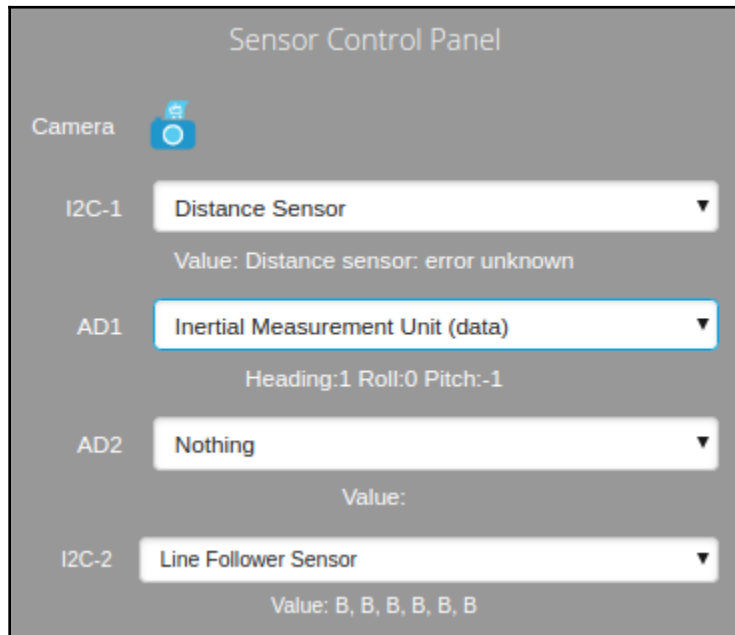 Sensor Control Panel
Camera
I2C-1 Distance Sensor
Value: Distance sensor: error unknown
AD1 Inertial Measurement Unit (data)
Heading:1 Roll:0 Pitch:-1
AD2 Nothing
Value:
I2C-2 Line Follower Sensor
Value: B, B, B, B, B, B